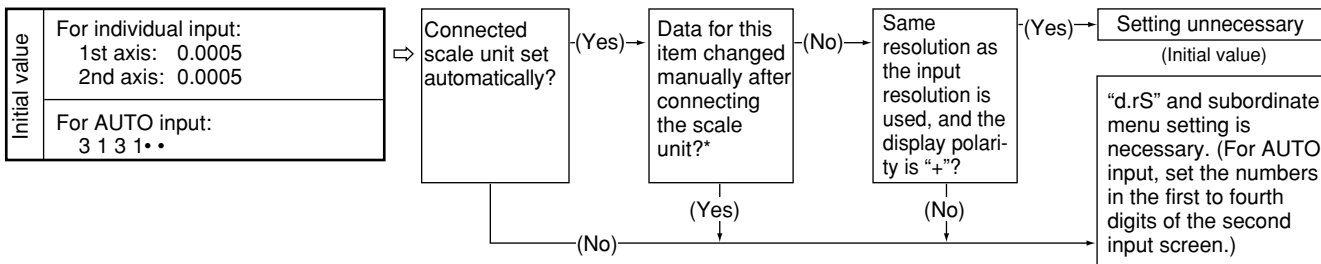 Initial value
For individual input:
1st axis: 0.0005
2nd axis: 0.0005
For AUTO input:
3 1 3 1• •
⇨
Connected
scale unit set
automatically?
(Yes)
Data for this
item changed
manually after
connecting
the scale
unit?*
(No)
Same
resolution as
the input
resolution is
used, and the
display polari-
ty is “+”?
(Yes)
Setting unnecessary
(Initial value)
(No)
(Yes)
(No)
“d.rS” and subordinate
menu setting is
necessary. (For AUTO
input, set the numbers
in the first to fourth
digits of the second
input screen.)